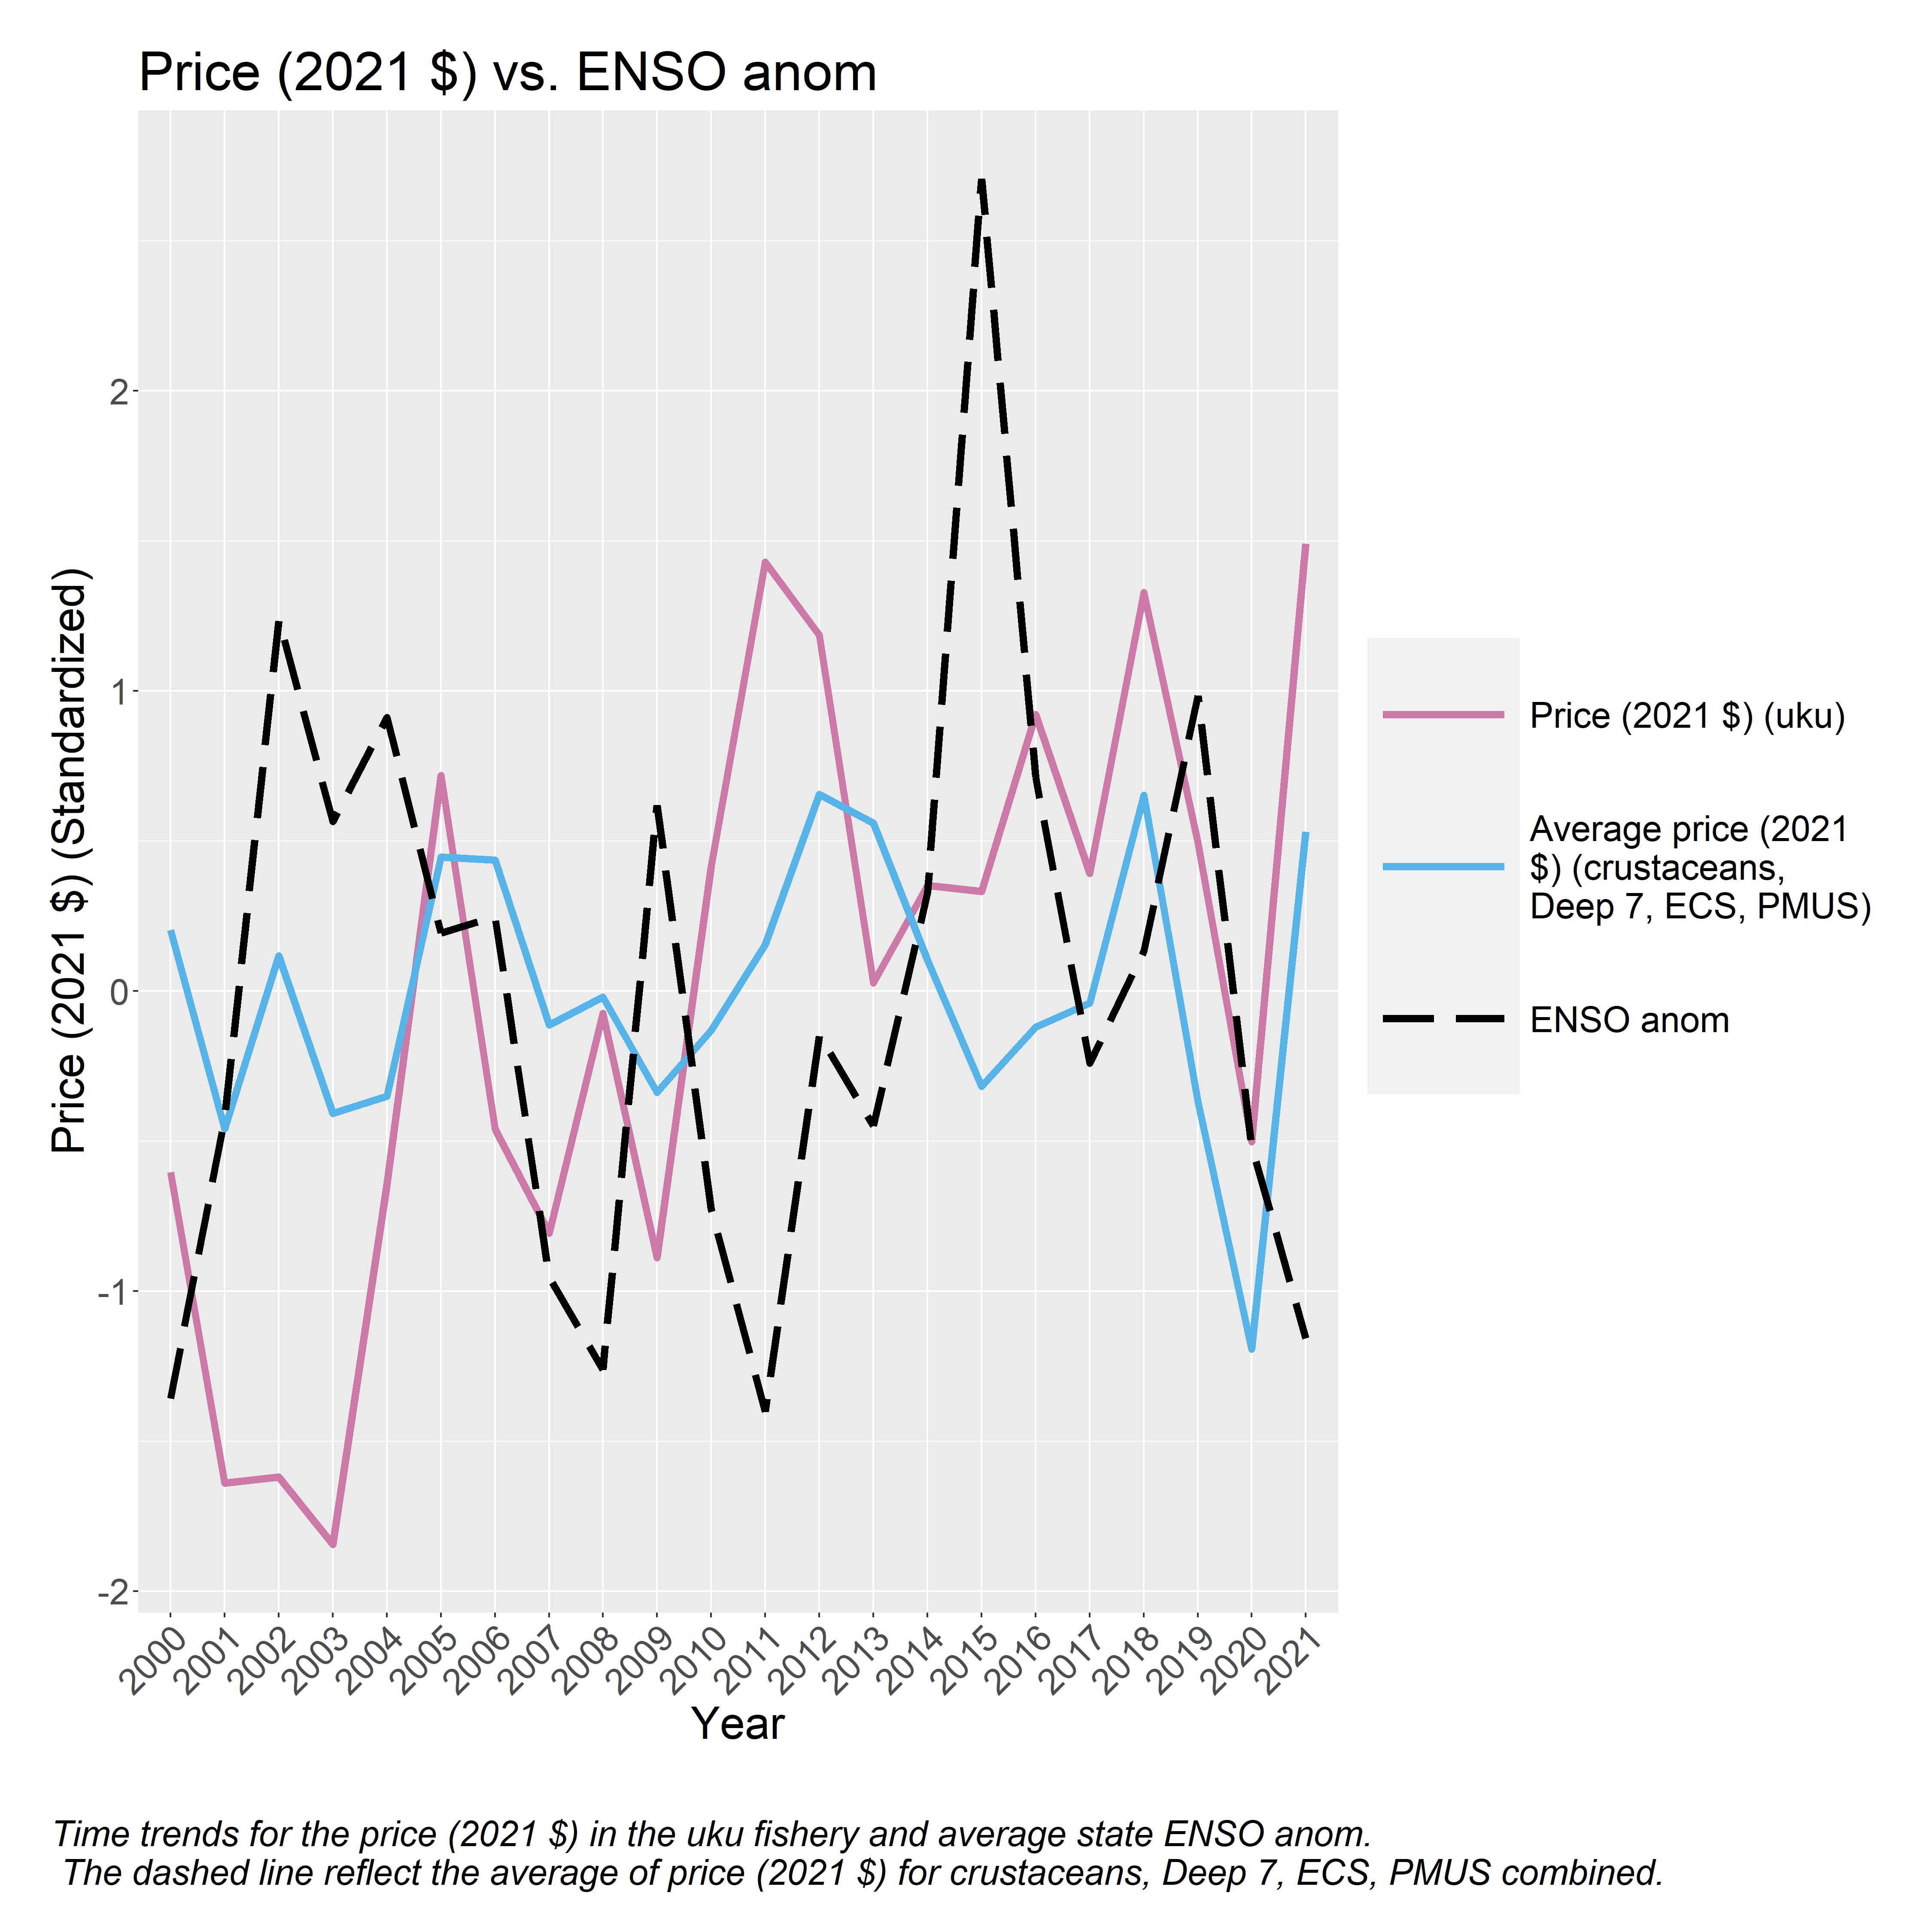 Price (2021 $) vs. ENSO anom
Price (2021 $) (Standardized)
2
1
0
-1
-2
2000
2001
2002
2003
2004
2005
2006
2007
2008
2009
2010
2011
2012
2013
2014
2015
2016
2017
2018
2019
2020
2021
Year
Price (2021 $) (uku)
Average price (2021
$) (crustaceans,
Deep 7, ECS, PMUS)
ENSO anom
Time trends for the price (2021 $) in the uku fishery and average state ENSO anom.
The dashed line reflect the average of price (2021 $) for crustaceans, Deep 7, ECS, PMUS combined.